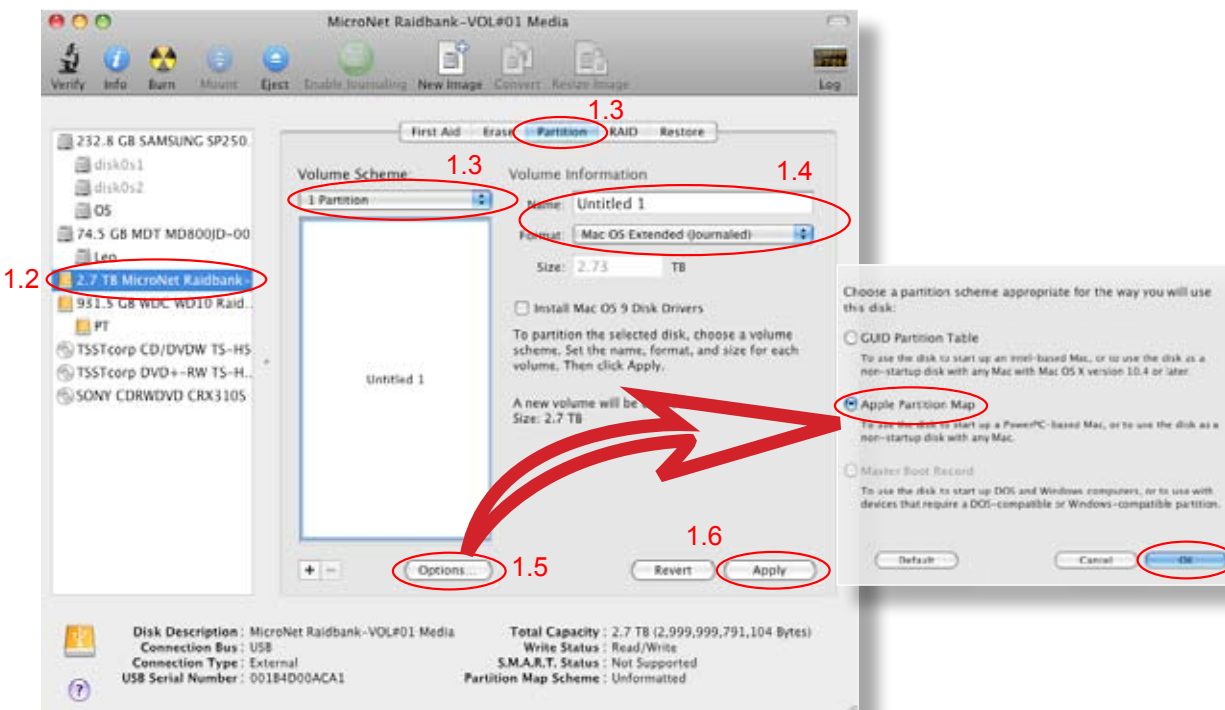 MicroNet Raidbank-VOL#01 Media
Verify Info Burn Mount Eject Enable Journaling New Image Convert Resize Image Log
1.3
First Aid Erase Partition RAID Restore
232.8 GB SAMSUNG SP250.
disk0s1
disk0s2
OS
74.5 GB MDT MD800JD-00
Leo
1.2
2.7 TB MicroNet Raidbank-
931.5 GB WDC WD10 Raid..
PT
TSSTcorp CD/DVDW TS-H5
TSSTcorp DVD+-RW TS-H..
SONY CDRWDVD CRX310S
Volume Scheme:
1.3
1 Partition
Untitled 1
Volume Information
1.4
Name: Untitled 1
Format: Mac OS Extended (Journaled)
Size: 2.73 TB
Install Mac OS 9 Disk Drivers
To partition the selected disk, choose a volume
scheme. Set the name, format, and size for each
volume. Then click Apply.
A new volume will be
Size: 2.7 TB
+ -
Options...
1.5
Revert
1.6
Apply
Choose a partition scheme appropriate for the way you will use
this disk:
GUID Partition Table
To use the disk to start up an Intel-based Mac, or to use the disk as a
non-startup disk with any Mac with Mac OS X version 10.4 or later.
Apple Partition Map
To use the disk to start up a PowerPC-based Mac, or to use the disk as a
non-startup disk with any Mac.
Master Boot Record
To use the disk to start up DOS and Windows computers, or to use with
devices that require a DOS-compatible or Windows-compatible partition.
Default Cancel OK
Disk Description : MicroNet Raidbank-VOL#01 Media
Connection Bus : USB
Connection Type : External
USB Serial Number : 00184D00ACA1
Total Capacity : 2.7 TB (2,999,999,791,104 Bytes)
Write Status : Read/Write
S.M.A.R.T. Status : Not Supported
Partition Map Scheme : Unformatted
?